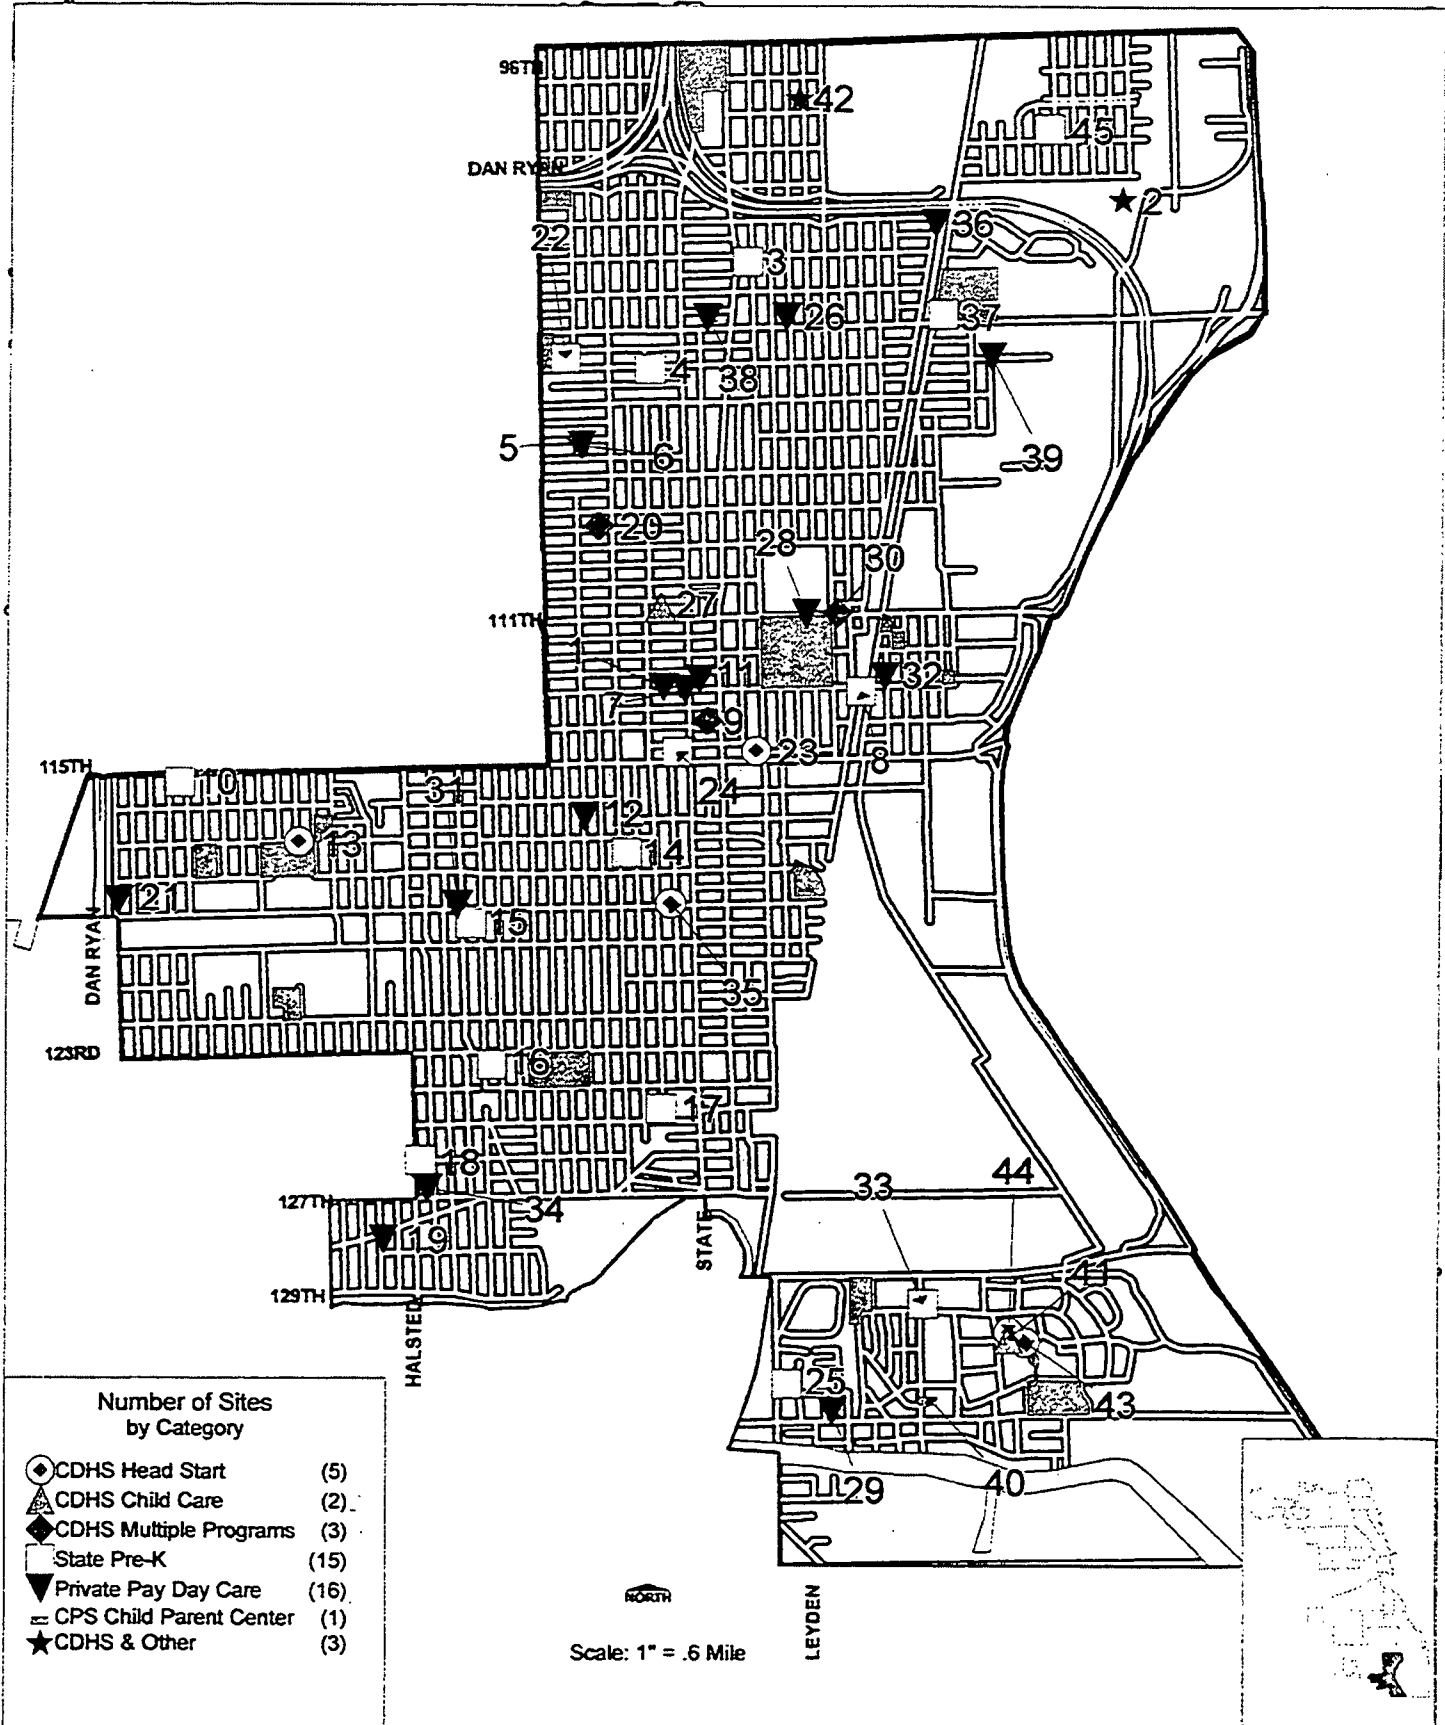 96TH
42
45
DAN RYAN
2
22
36
3
26
37
4
38
5
6
39
20
28
30
27
111TH
1
11
32
7
9
115TH
23
8
10
31
24
12
13
14
21
15
DAN RYAN
35
123RD
16
17
18
33
44
127TH
34
19
STATE
41
129TH
HALSTED
25
43
29
40
Number of Sites
by Category
CDHS Head Start (5)
CDHS Child Care (2)
CDHS Multiple Programs (3)
State Pre-K (15)
Private Pay Day Care (16)
CPS Child Parent Center (1)
CDHS & Other (3)
NORTH
LEYDEN
Scale: 1" = .6 Mile